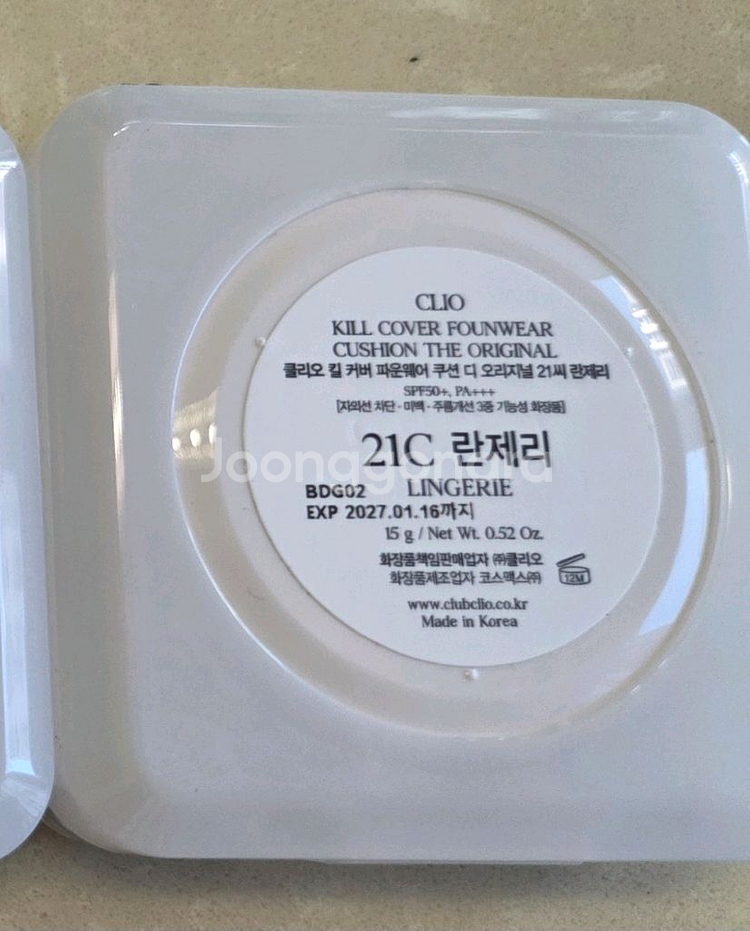 CLIO
KILL COVER FOUNWEAR
CUSHION THE ORIGINAL
클리오 킬 커버 파운웨어 쿠션 디 오리지널 21씨 란제리
SPF50+, PA+++
[자외선 차단 · 미백 · 주름개선 3중 기능성 화장품]
21C 란제리
Joonggonara
BDG02 LINGERIE
EXP 2027.01.16까지
15 g / Net Wt. 0.52 Oz.
화장품책임판매업자 ㈜클리오
화장품제조업자 코스맥스㈜
12M
www.clubclio.co.kr
Made in Korea